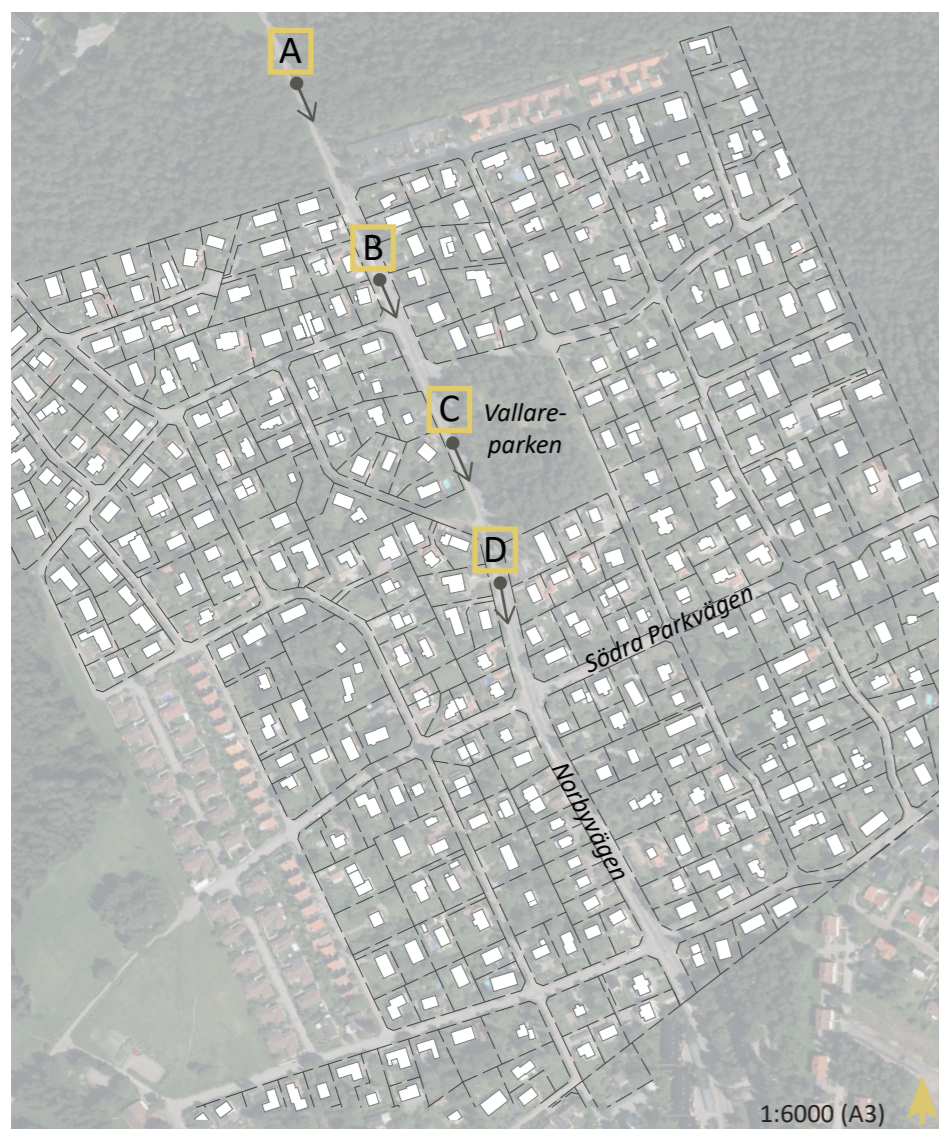 A
B
C
Vallare-
parken
D
Södra Parkvägen
Norbyvägen
1:6000 (A3)